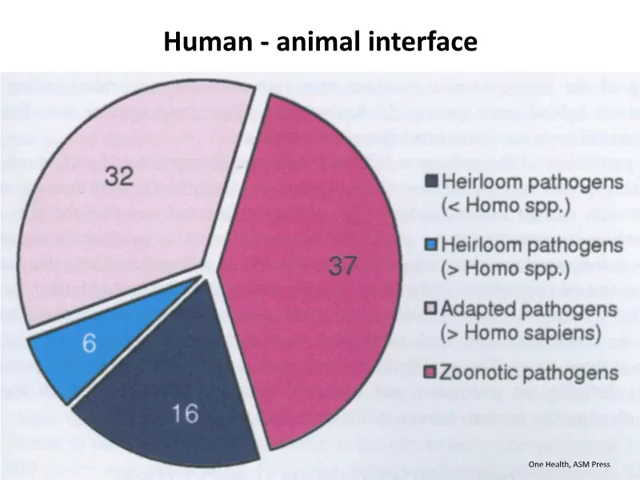 Human - animal interface
32
37
6
16
Heirloom pathogens
(< Homo spp.)
Heirloom pathogens
(> Homo spp.)
Adapted pathogens
(> Homo sapiens)
Zoonotic pathogens
One Health, ASM Press